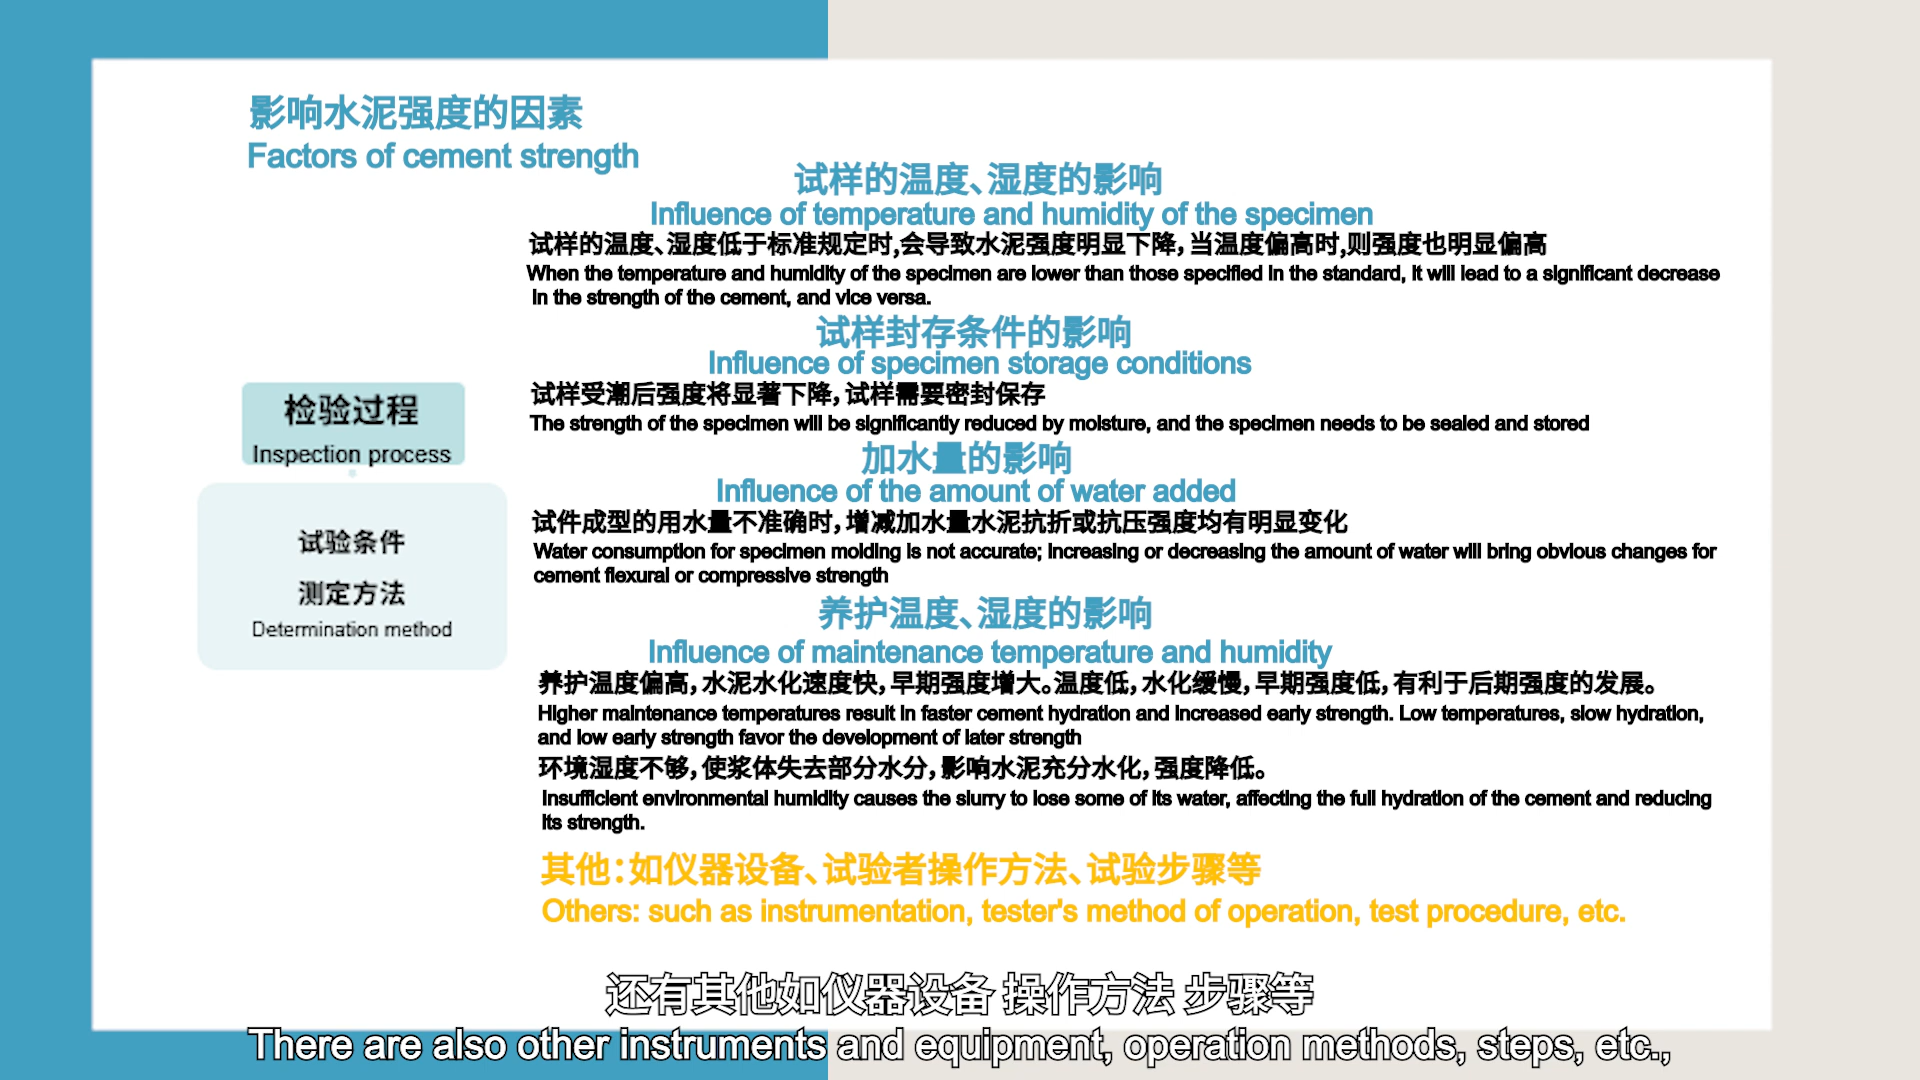 影响水泥强度的因素
Factors of cement strength
试样的温度、湿度的影响
Influence of temperature and humidity of the specimen
试样的温度、湿度低于标准规定时,会导致水泥强度明显下降，当温度偏高时,则强度也明显偏高
When the temperature and humidity of the specimen are lower than those specified in the standard, it will lead to a significant decrease
in the strength of the cement, and vice versa.
试样封存条件的影响
Influence of specimen storage conditions
试样受潮后强度将显著下降，试样需要密封保存
The strength of the specimen will be significantly reduced by moisture, and the specimen needs to be sealed and stored
检验过程
Inspection process
加水量的影响
Influence of the amount of water added
试件成型的用水量不准确时，增减加水量水泥抗折或抗压强度均有明显变化
Water consumption for specimen molding is not accurate; increasing or decreasing the amount of water will bring obvious changes for
cement flexural or compressive strength
试验条件
测定方法
Determination method
养护温度、湿度的影响
Influence of maintenance temperature and humidity
养护温度偏高，水泥水化速度快，早期强度增大。温度低，水化缓慢，早期强度低，有利于后期强度的发展。
Higher maintenance temperatures result in faster cement hydration and increased early strength. Low temperatures, slow hydration,
and low early strength favor the development of later strength
环境湿度不够，使浆体失去部分水分，影响水泥充分水化，强度降低。
Insufficient environmental humidity causes the slurry to lose some of its water, affecting the full hydration of the cement and reducing
its strength.
其他：如仪器设备、试验者操作方法、试验步骤等
Others: such as instrumentation, tester's method of operation, test procedure, etc.
还有其他如仪器设备 操作方法 步骤等
There are also other instruments and equipment, operation methods, steps, etc.,